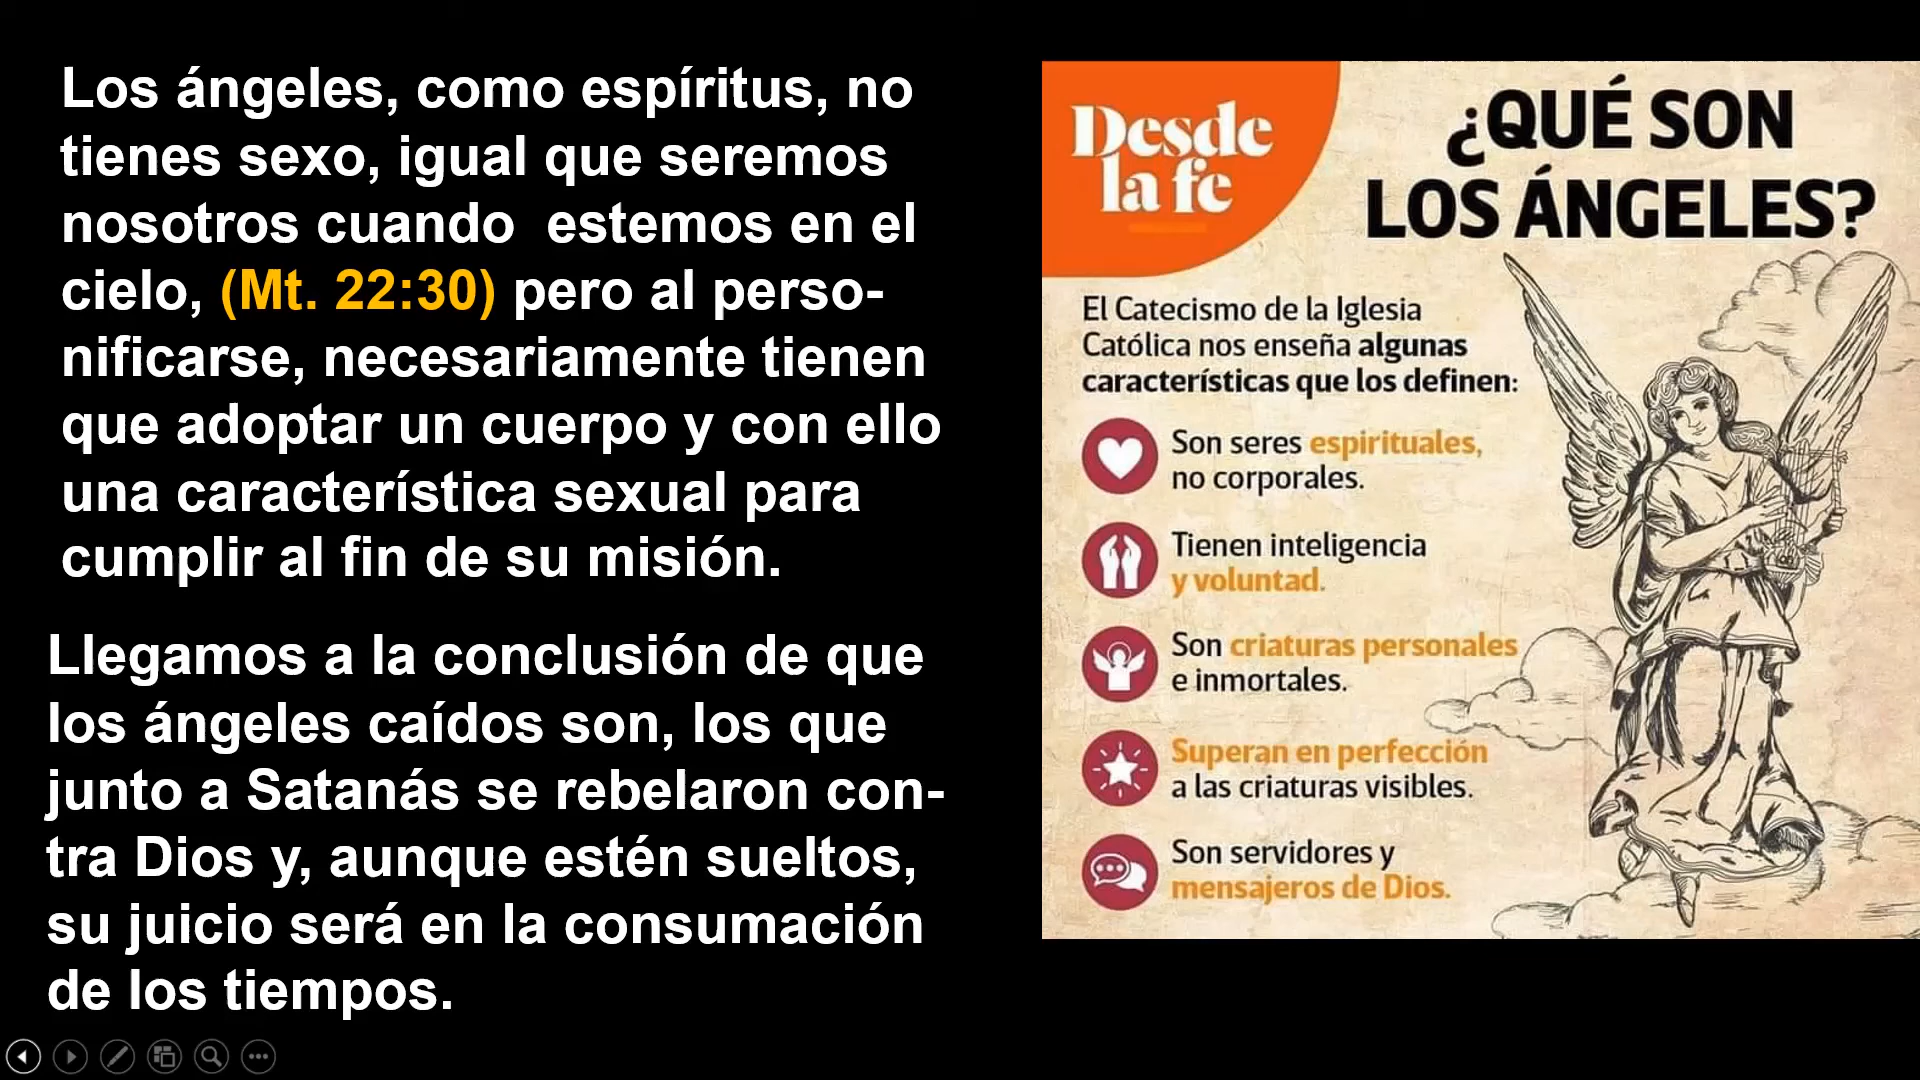 Los ángeles, como espíritus, no
tienes sexo, igual que seremos
nosotros cuando  estemos en el
cielo, (Mt. 22:30) pero al perso-
nificarse, necesariamente tienen
que adoptar un cuerpo y con ello
una característica sexual para
cumplir al fin de su misión.
Llegamos a la conclusión de que
los ángeles caídos son, los que
junto a Satanás se rebelaron con-
tra Dios y, aunque estén sueltos,
su juicio será en la consumación
de los tiempos.
Desde
la fe
¿QUÉ SON
LOS ÁNGELES?
El Catecismo de la Iglesia
Católica nos enseña algunas
características que los definen:
Son seres espirituales,
no corporales.
Tienen inteligencia
y voluntad.
Son criaturas personales
e inmortales.
Superan en perfección
a las criaturas visibles.
Son servidores y
mensajeros de Dios.